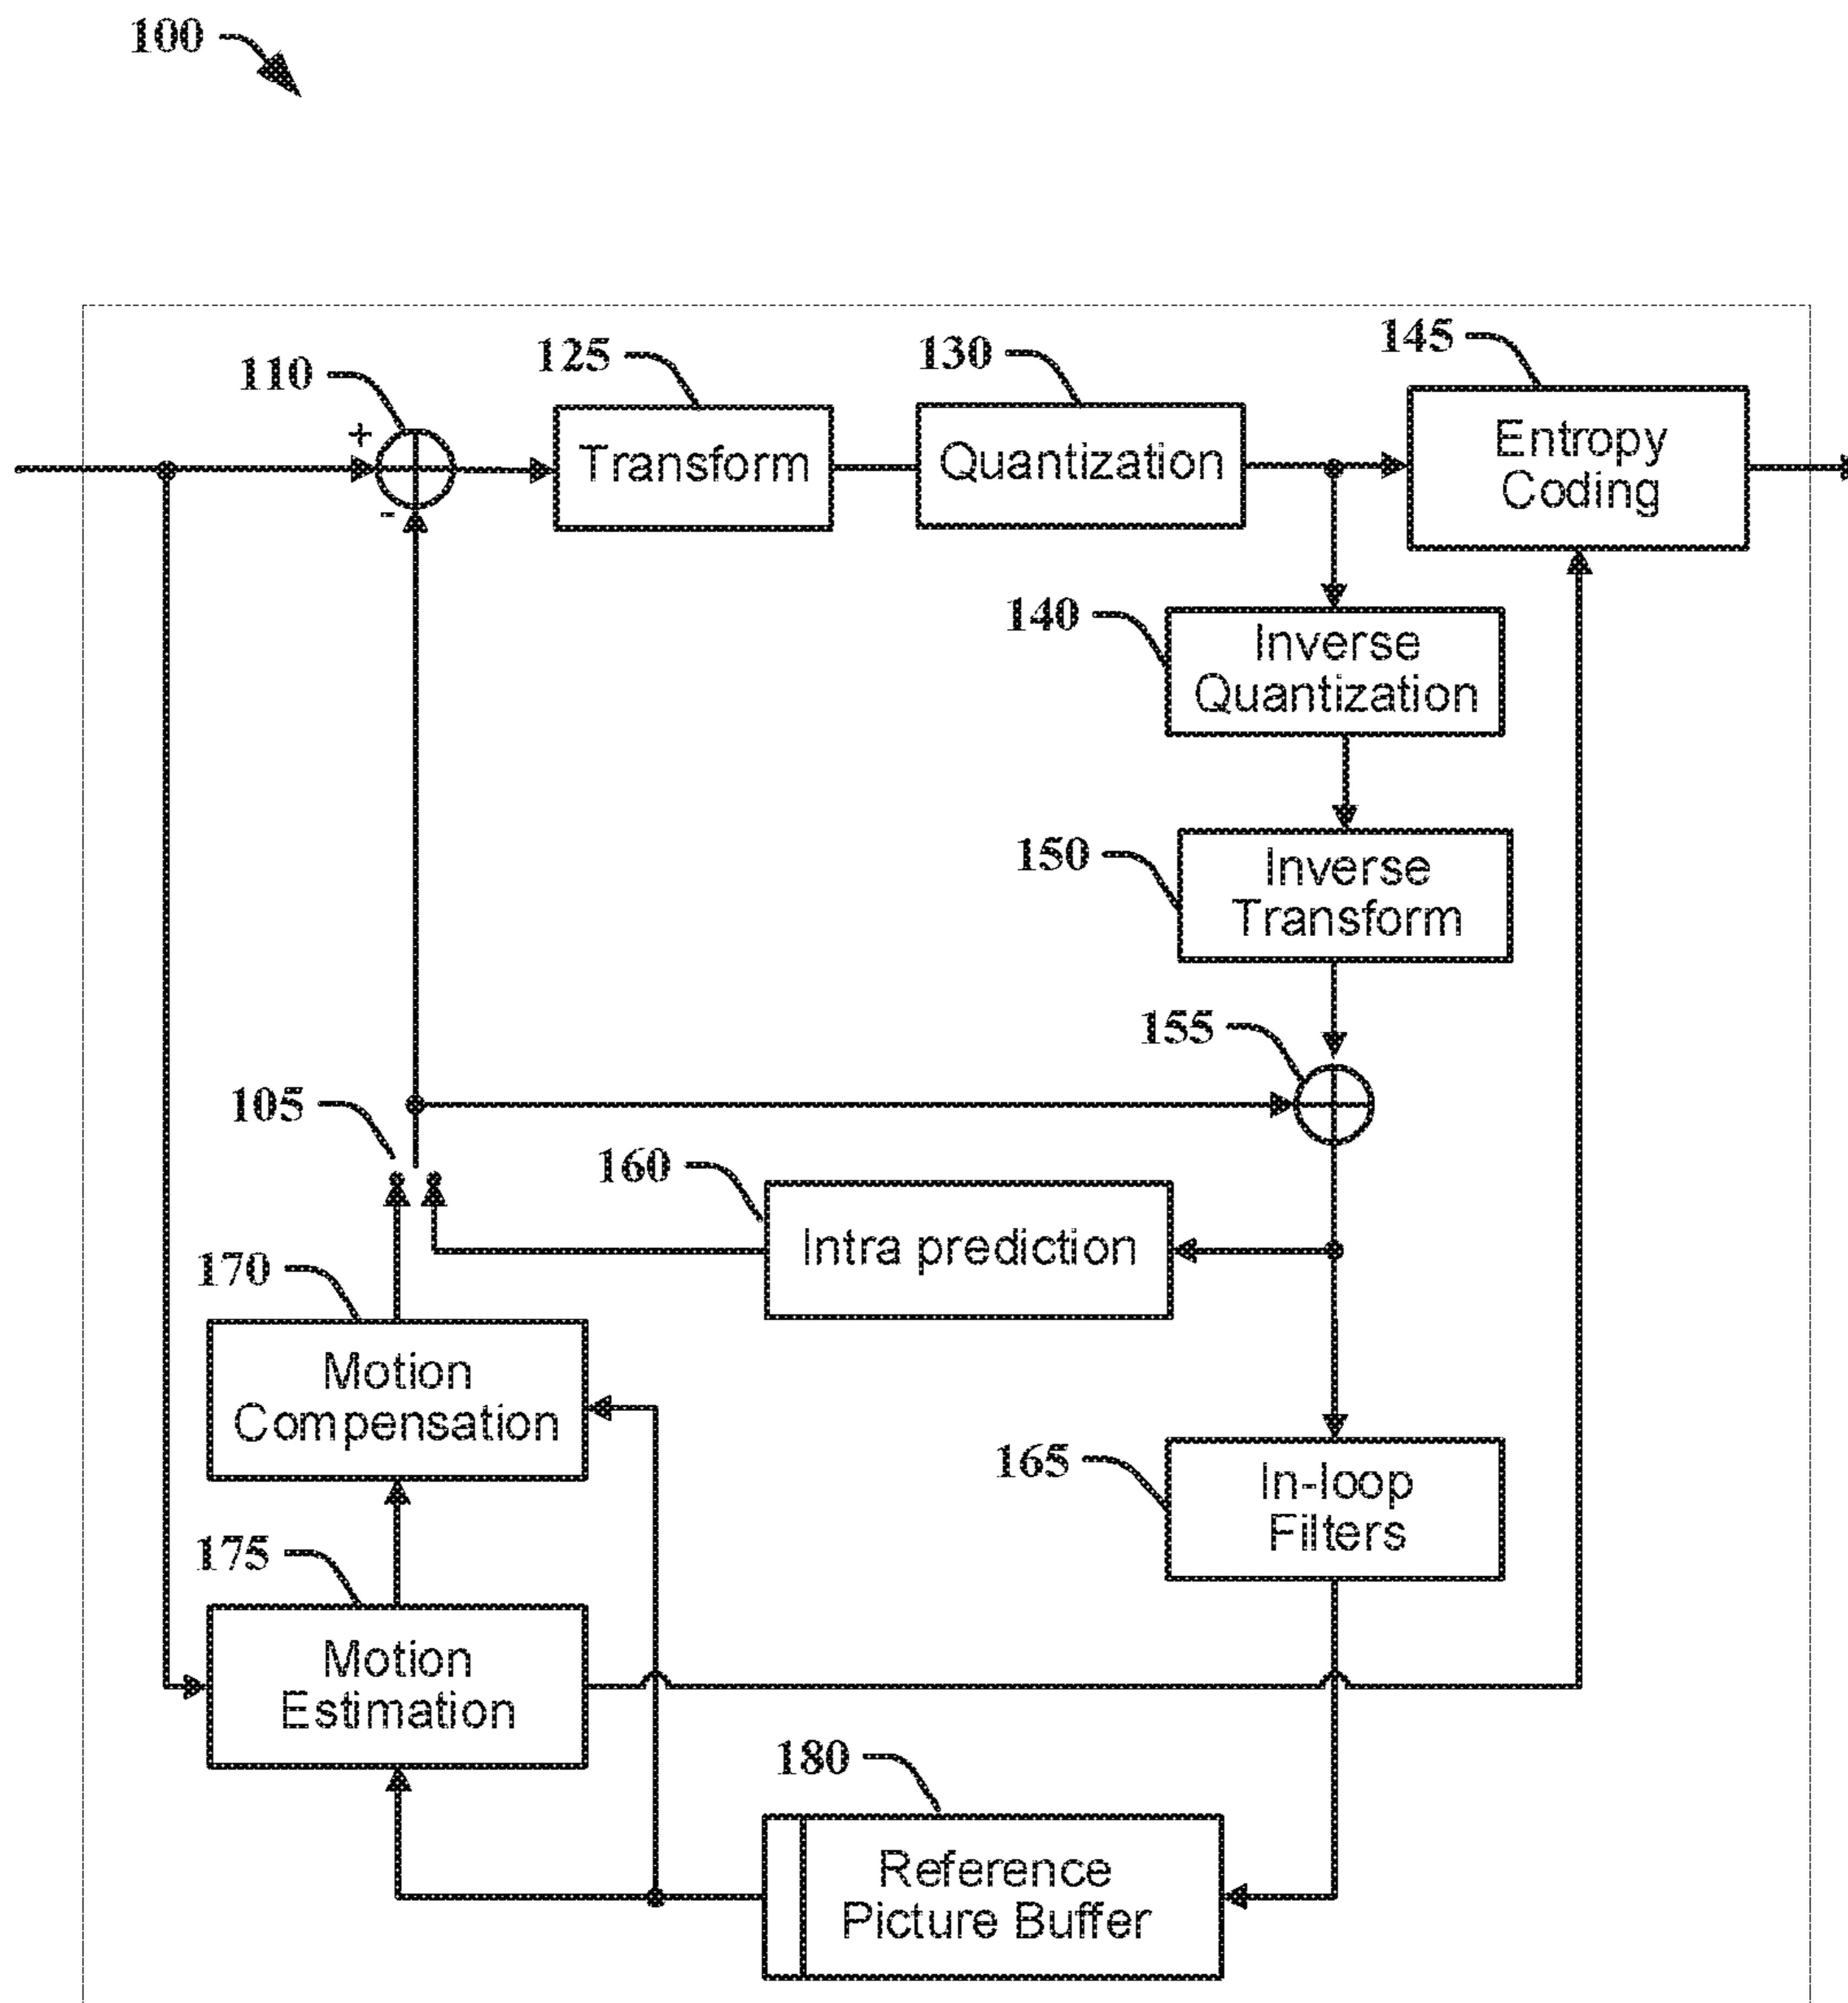 100
110
125
130
145
+
-
Transform
Quantization
Entropy
Coding
140
Inverse
Quantization
150
Inverse
Transform
155
105
160
Intra prediction
170
Motion
Compensation
165
In-loop
Filters
175
Motion
Estimation
180
Reference
Picture Buffer